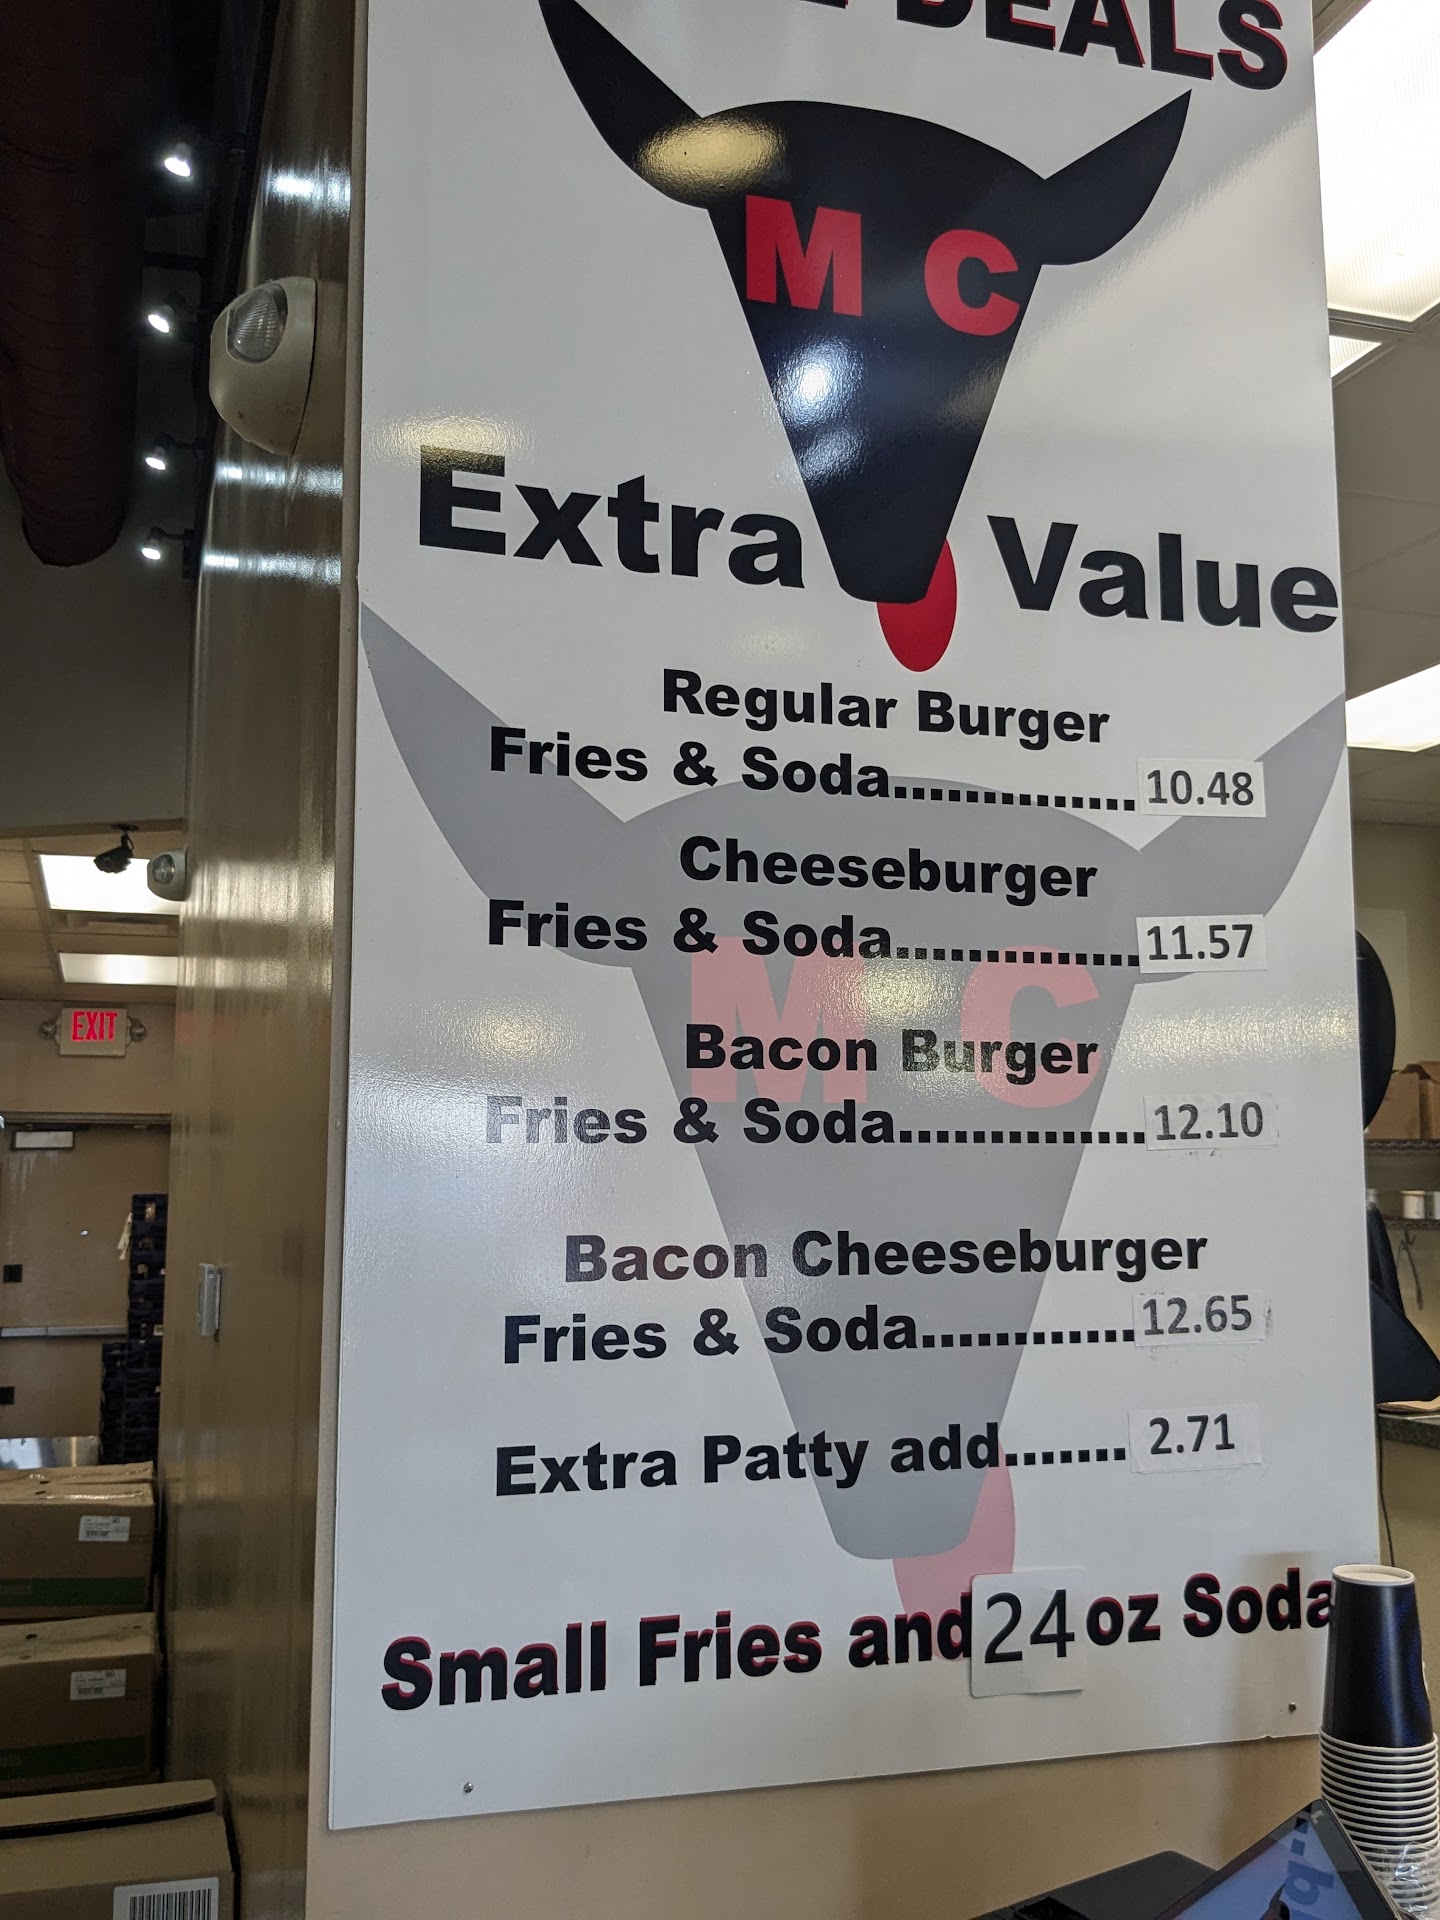 DEALS
M C
Extra Value
Regular Burger
Fries & Soda.............. 10.48
Cheeseburger
Fries & Soda.............. 11.57
M C
Bacon Burger
Fries & Soda.............. 12.10
Bacon Cheeseburger
Fries & Soda............ 12.65
Extra Patty add....... 2.71
Small Fries and 24 oz Soda
EXIT